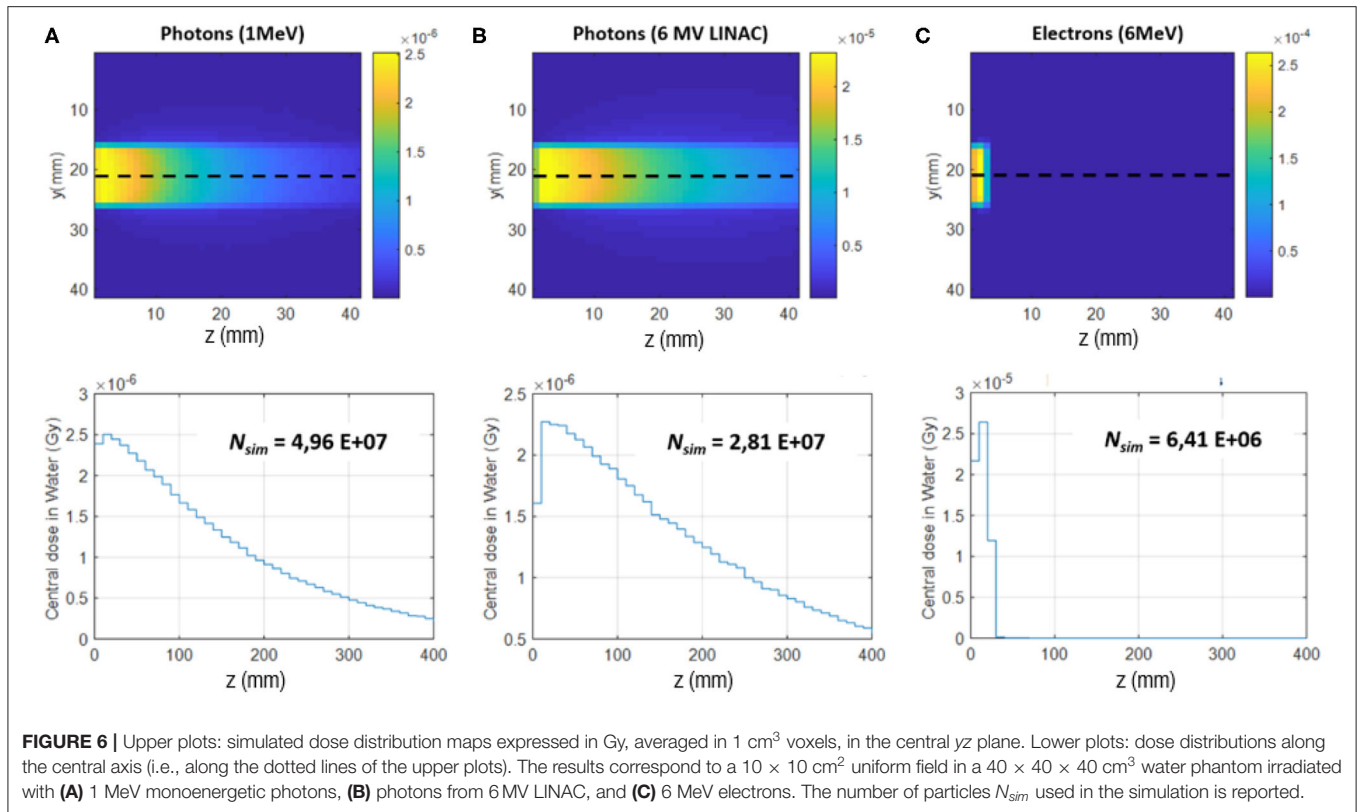 A Photons (1MeV) ×10⁻⁶
B Photons (6 MV LINAC) ×10⁻⁵
C Electrons (6MeV) ×10⁻⁴
2.5
2
1.5
1
0.5
10
20
30
40
y(mm)
10 20 30 40
z (mm)
2
1.5
1
0.5
10
20
30
40
y(mm)
10 20 30 40
z (mm)
2.5
2
1.5
1
0.5
10
20
30
40
y(mm)
10 20 30 40
z (mm)
×10⁻⁶
3
2.5
2
1.5
1
0.5
0
Central dose in Water (Gy)
N_sim = 4,96 E+07
0 100 200 300 400
z (mm)
×10⁻⁶
2.5
2
1.5
1
0.5
Central dose in Water (Gy)
N_sim = 2,81 E+07
0 100 200 300 400
z (mm)
×10⁻⁵
3
2.5
2
1.5
1
0.5
0
Central dose in Water (Gy)
N_sim = 6,41 E+06
0 100 200 300 400
z (mm)
FIGURE 6 | Upper plots: simulated dose distribution maps expressed in Gy, averaged in 1 cm³ voxels, in the central yz plane. Lower plots: dose distributions along
the central axis (i.e., along the dotted lines of the upper plots). The results correspond to a 10 × 10 cm² uniform field in a 40 × 40 × 40 cm³ water phantom irradiated
with (A) 1 MeV monoenergetic photons, (B) photons from 6 MV LINAC, and (C) 6 MeV electrons. The number of particles N_sim used in the simulation is reported.